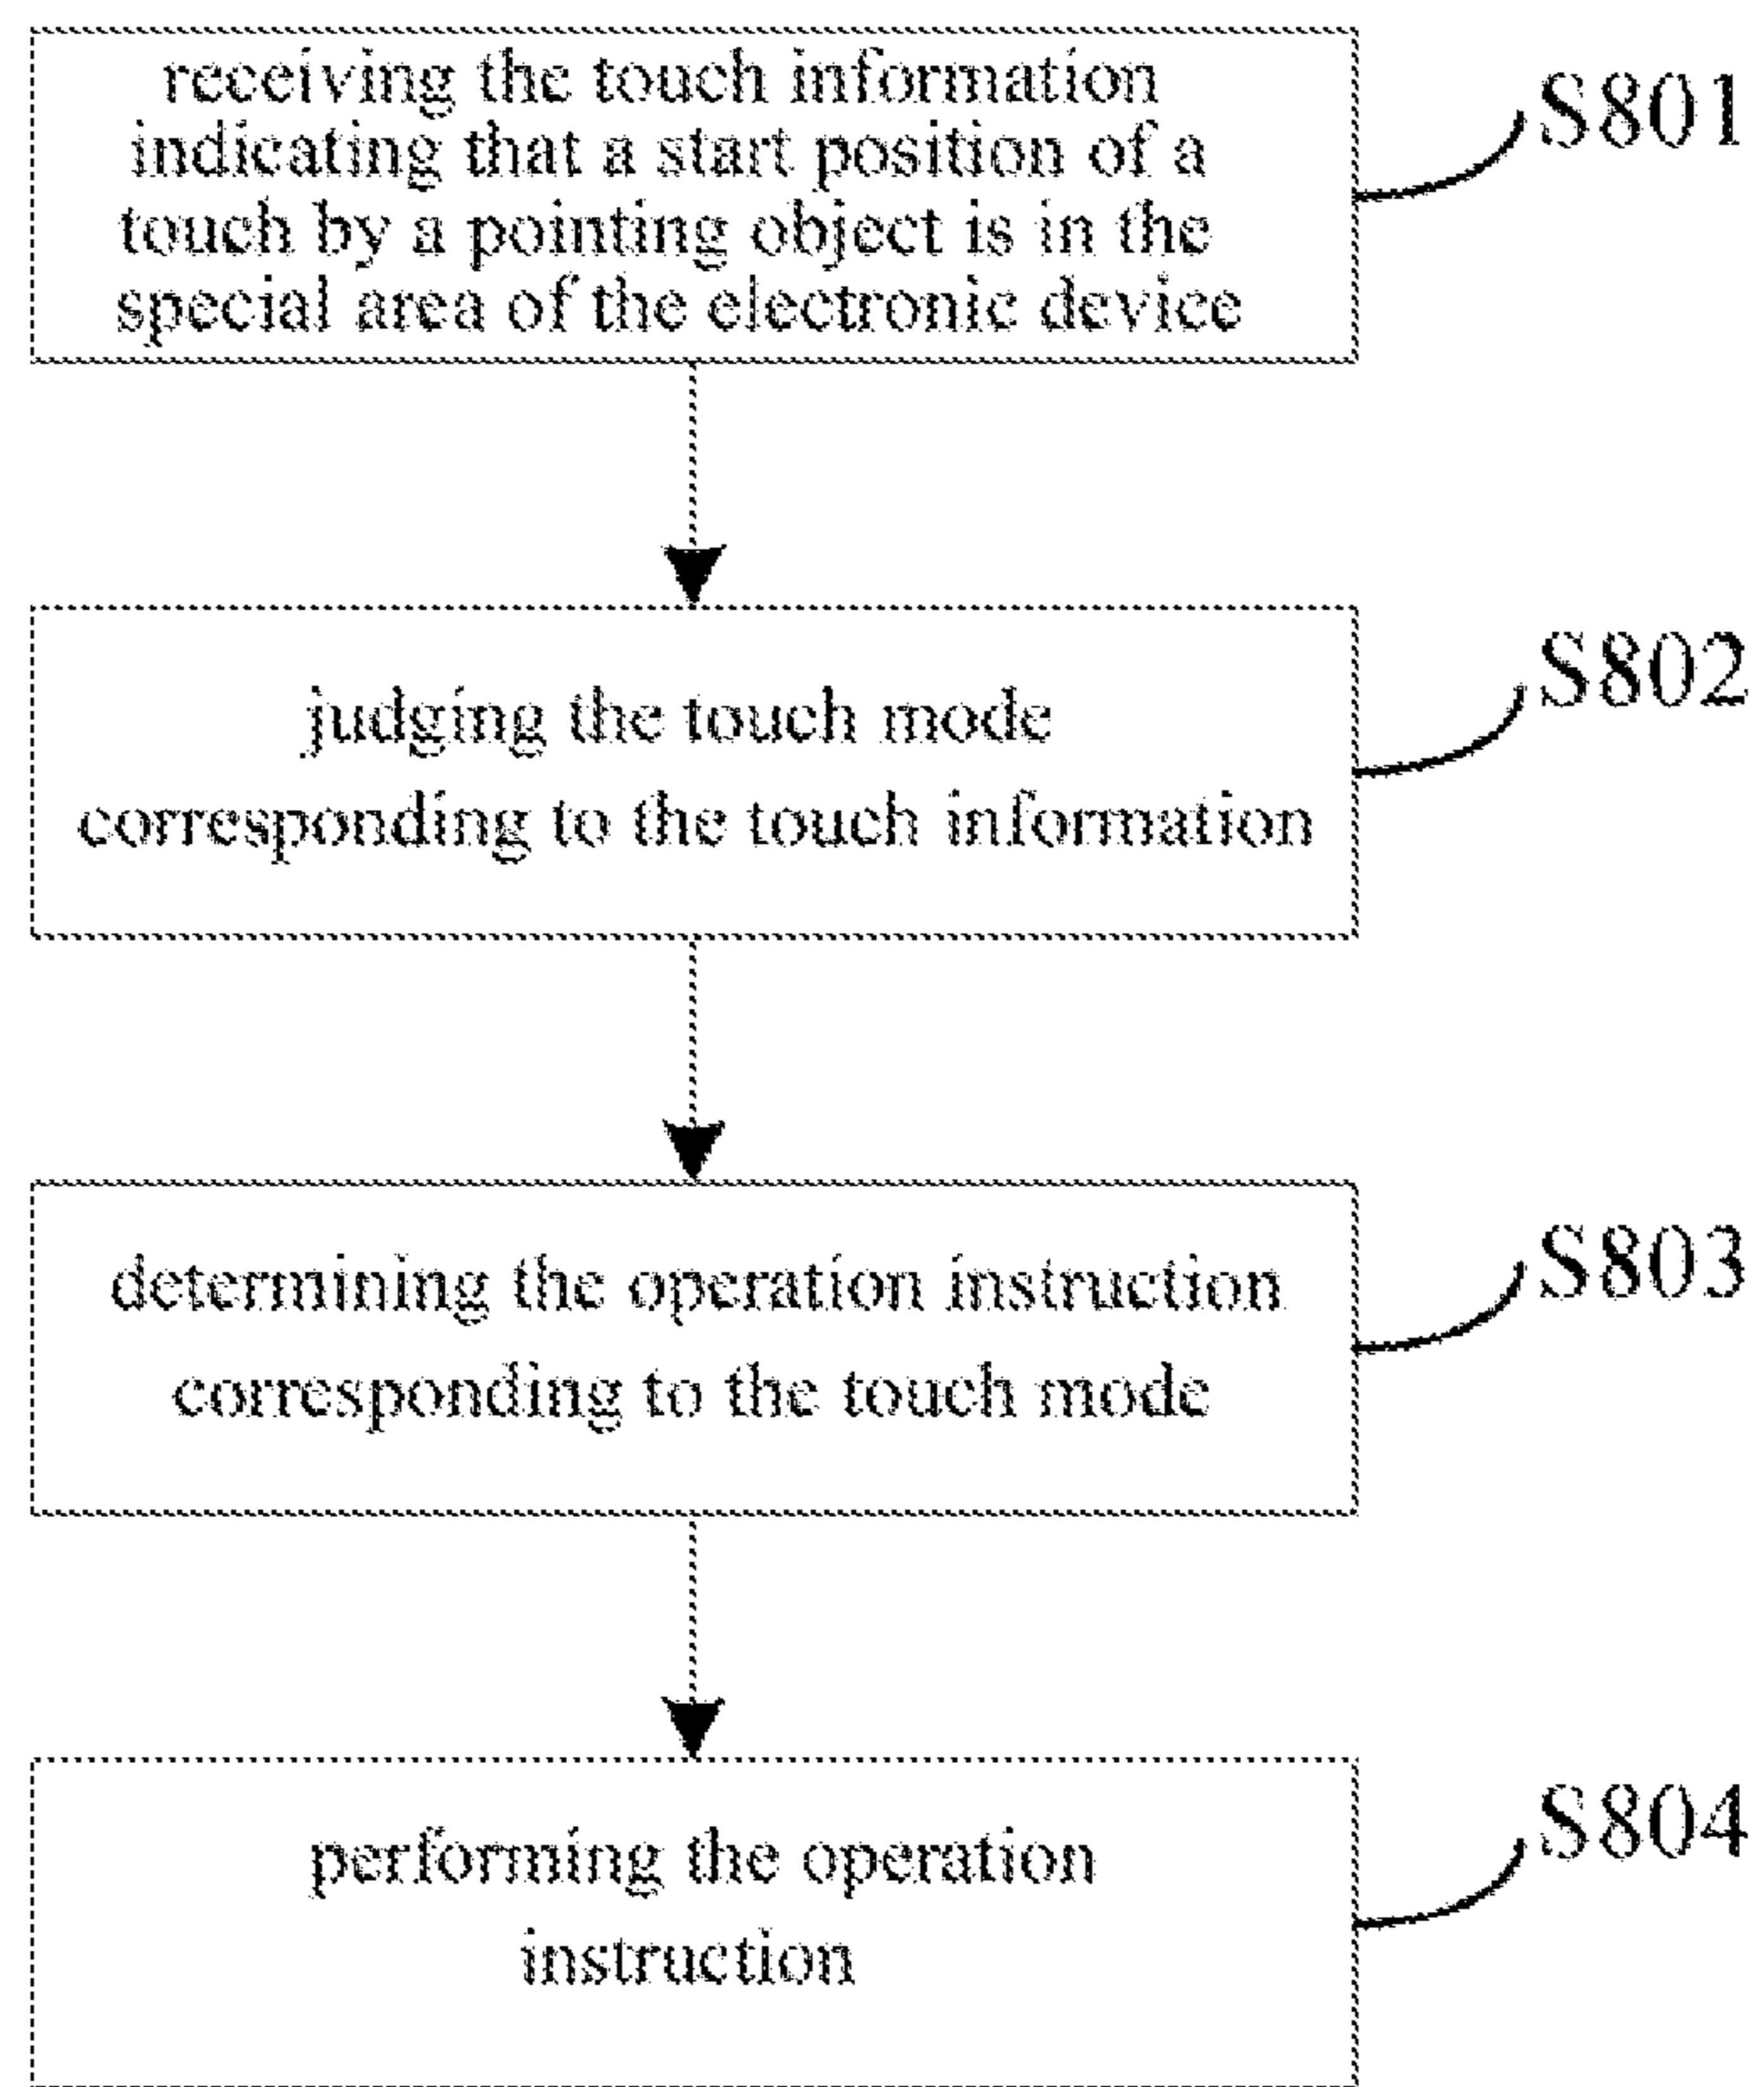 receiving the touch information
indicating that a start position of a
touch by a pointing object is in the
special area of the electronic device
S801
judging the touch mode
corresponding to the touch information
S802
determining the operation instruction
corresponding to the touch mode
S803
performing the operation
instruction
S804